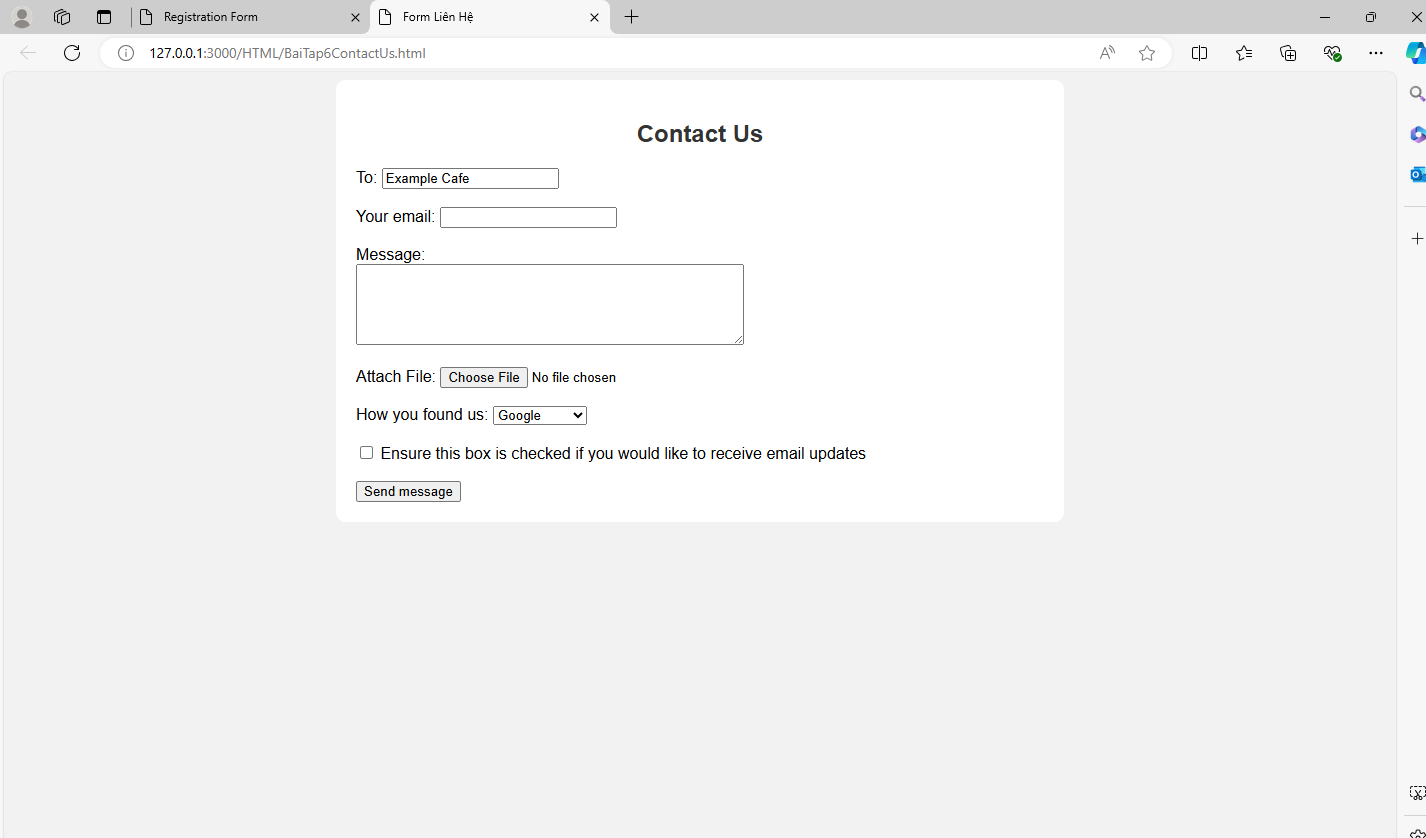 Registration Form
Form Liên Hệ
127.0.0.1:3000/HTML/BaiTap6ContactUs.html
Contact Us
To: Example Cafe
Your email:
Message:
Attach File: Choose File No file chosen
How you found us: Google
Ensure this box is checked if you would like to receive email updates
Send message